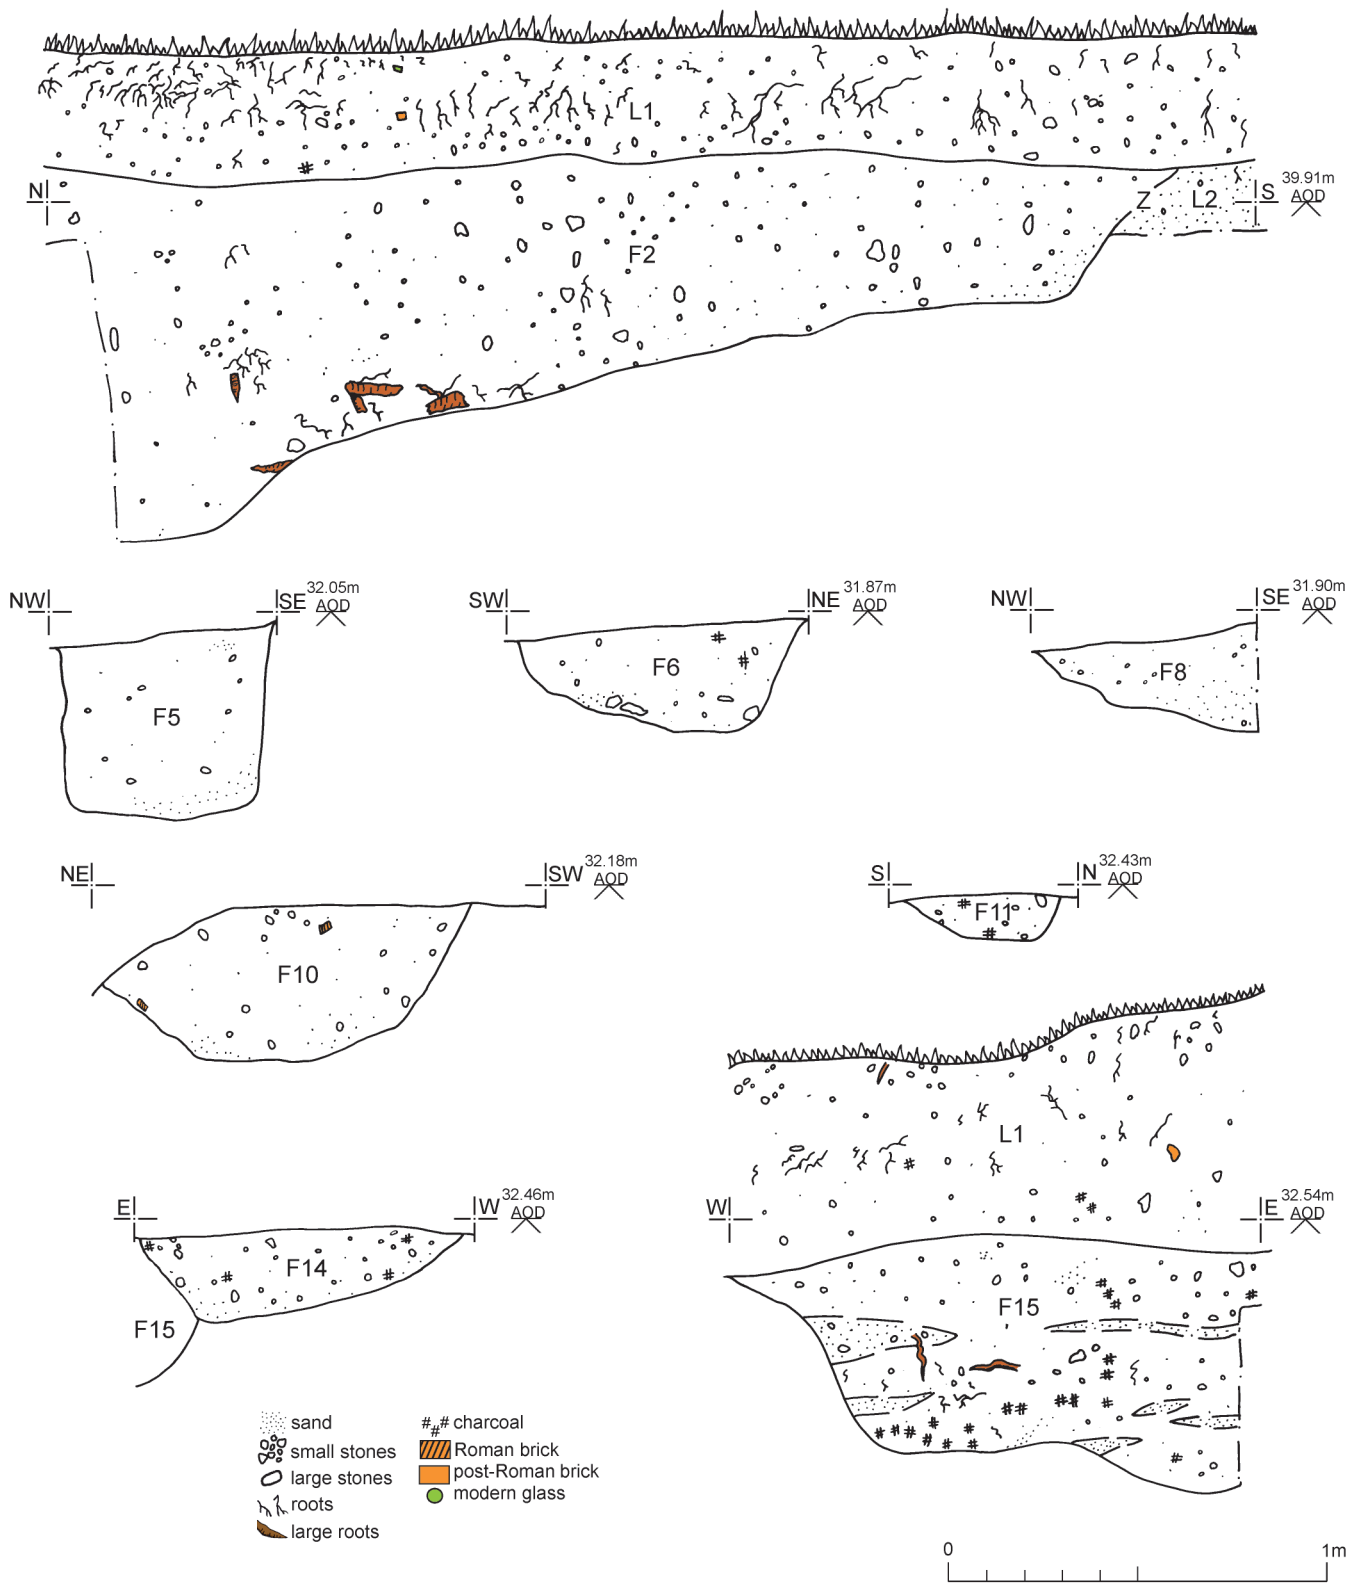 L1
N
F2
Z
L2
S
39.91m
AOD
NW
SE
32.05m
AOD
F5
SW
NE
31.87m
AOD
F6
NW
SE
31.90m
AOD
F8
NE
SW
32.18m
AOD
F10
S
N
32.43m
AOD
F11
L1
E
W
32.46m
AOD
F14
F15
W
E
32.54m
AOD
F15
sand
small stones
large stones
roots
large roots
charcoal
Roman brick
post-Roman brick
modern glass
0
1m